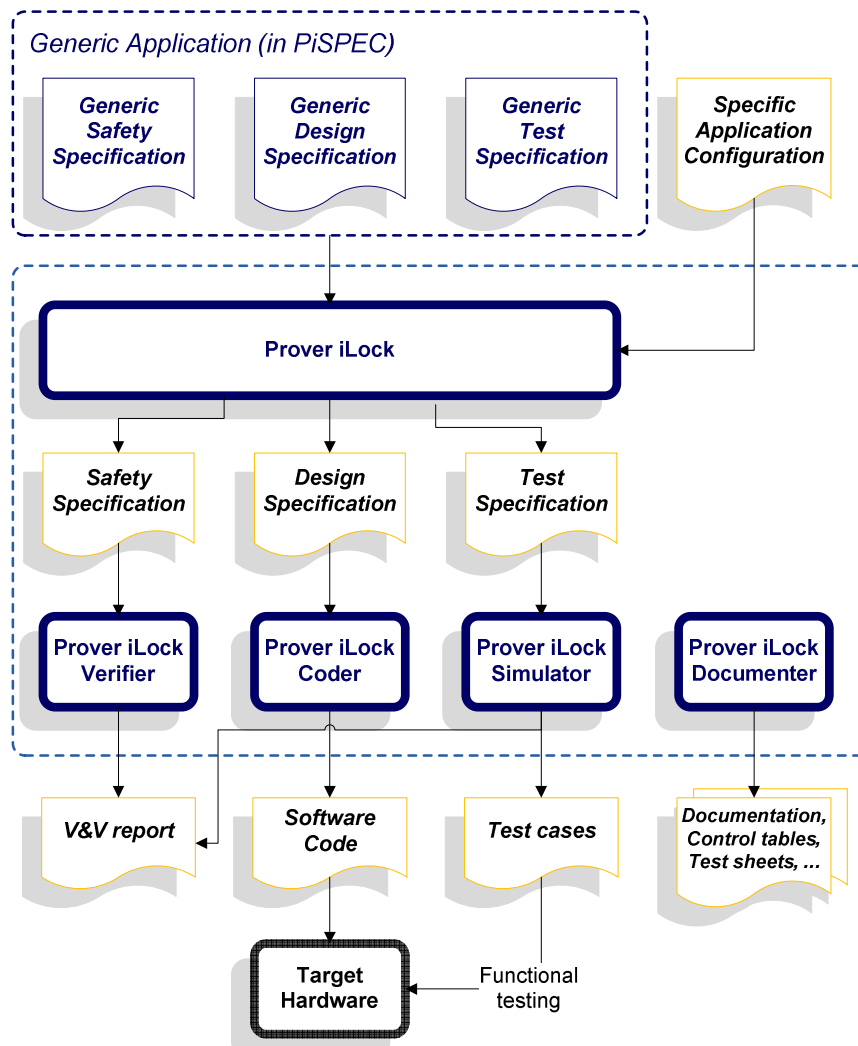 Generic Application (in PiSPEC)
Generic
Safety
Specification
Generic
Design
Specification
Generic
Test
Specification
Specific
Application
Configuration
Prover iLock
Safety
Specification
Design
Specification
Test
Specification
Prover iLock
Verifier
Prover iLock
Coder
Prover iLock
Simulator
Prover iLock
Documenter
V&V report
Software
Code
Test cases
Documentation,
Control tables,
Test sheets, ...
Target
Hardware
Functional
testing